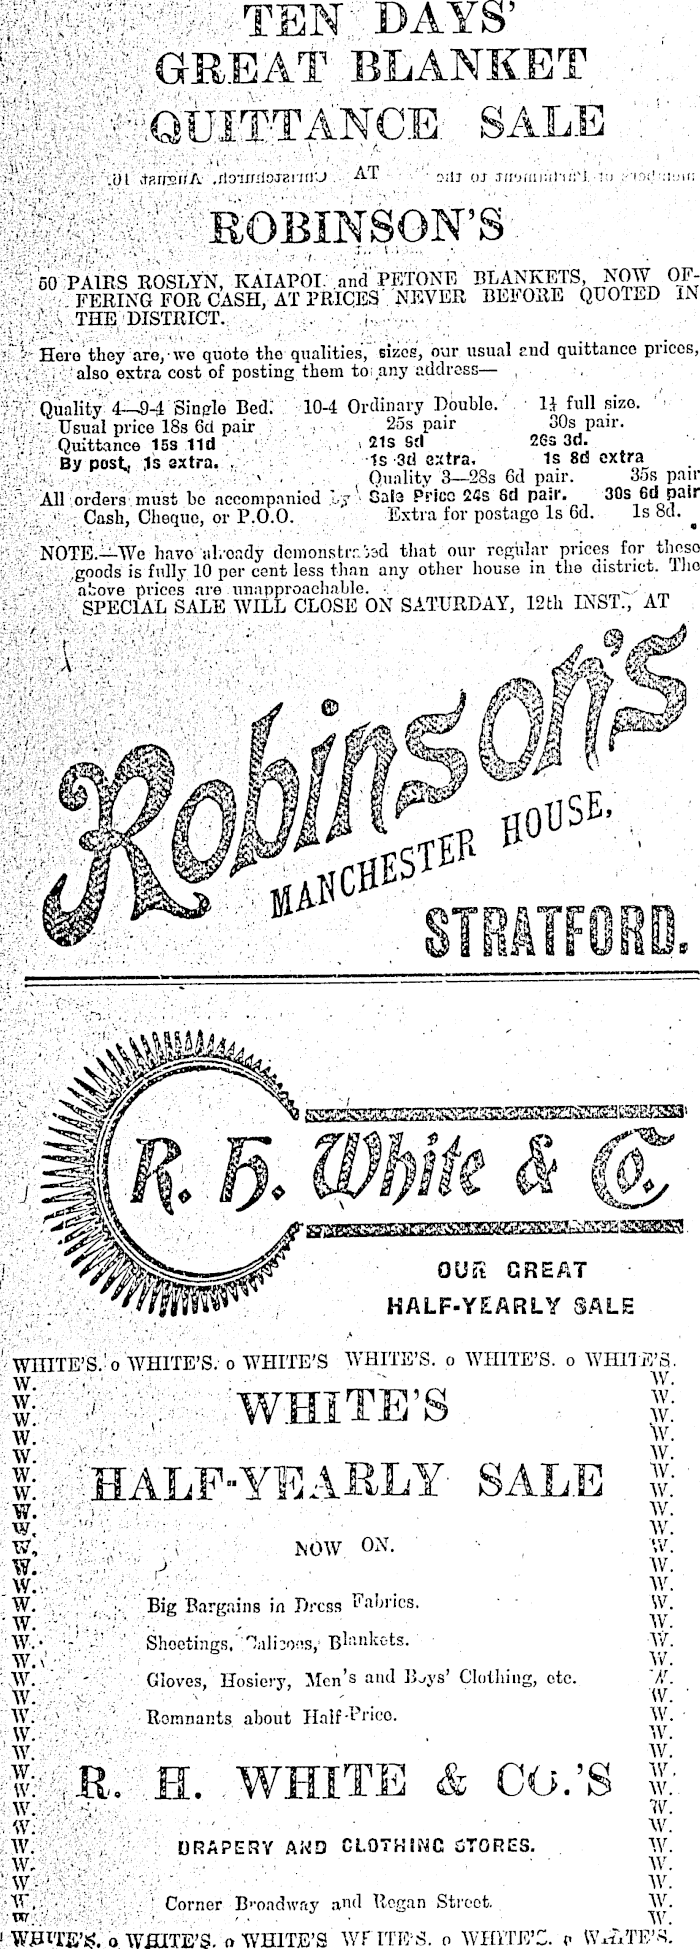 TEN DAYS'
GREAT BLANKET
QUITTANCE SALE
AT
ROBINSON'S
50 PAIRS ROSLYN, KAIAPOI and PETONE BLANKETS, NOW OF-
FERING FOR CASH, AT PRICES NEVER BEFORE QUOTED IN
THE DISTRICT.
Here they are, we quote the qualities, sizes, our usual and quittance prices,
also extra cost of posting them to any address—
Quality 4—9-4 Single Bed. 10-4 Ordinary Double. 1¼ full size.
Usual price 18s 6d pair 25s pair 30s pair.
Quittance 15s 11d 21s 6d 26s 3d.
By post, 1s extra. 1s 3d extra. 1s 8d extra
Quality 3—28s 6d pair. 35s pair
All orders must be accompanied by Sale Price 24s 6d pair. 30s 6d pair
Cash, Cheque, or P.O.O. Extra for postage 1s 6d. 1s 8d.
NOTE.—We have already demonstrated that our regular prices for these
goods is fully 10 per cent less than any other house in the district. The
above prices are unapproachable.
SPECIAL SALE WILL CLOSE ON SATURDAY, 12th INST., AT
Robinson's
MANCHESTER HOUSE,
STRATFORD.
R. H. White & Co.
OUR GREAT
HALF-YEARLY SALE
WHITE'S. o WHITE'S. o WHITE'S WHITE'S. o WHITE'S. o WHITE'S.
WHITE'S
HALF-YEARLY SALE
NOW ON.
Big Bargains in Dress Fabrics.
Sheetings, Calicoes, Blankets.
Gloves, Hosiery, Men's and Boys' Clothing, etc.
Remnants about Half-Price.
R. H. WHITE & CO.'S
DRAPERY AND CLOTHING STORES.
Corner Broadway and Regan Street.
WHITE'S. o WHITE'S. o WHITE'S WHITE'S. o WHITE'S. o WHITE'S.